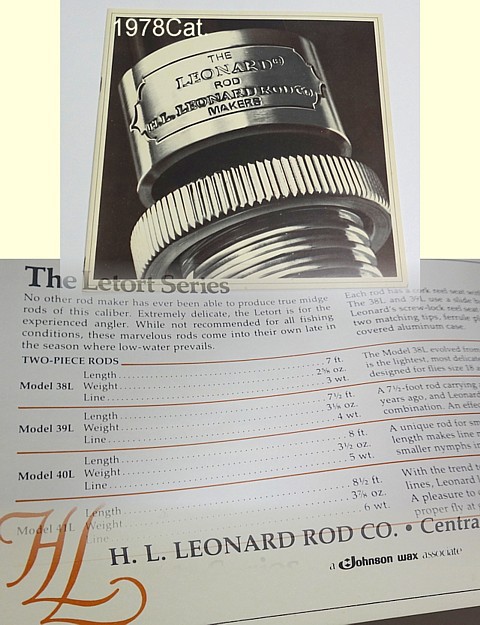 1978Cat.
THE
LEONARD®
ROD
H.L. LEONARD ROD CO.
MAKERS
The Letort Series
No other rod maker has ever been able to produce true midge
rods of this caliber. Extremely delicate, the Letort is for the
experienced angler. While not recommended for all fishing
conditions, these marvelous rods come into their own late in
the season where low-water prevails.
Each rod has a cork reel seat
The 38L and 39L use a slide
Leonard's screw-lock reel seat
two matching tips,
covered aluminum case.
TWO-PIECE RODS
Model 38L
Length 7 ft.
Weight 2⅝ oz.
Line 3 wt.
The Model 38L evolved from
is the lightest, most delicate
designed for flies size 18
Model 39L
Length 7½ ft.
Weight 3⅛ oz.
Line 4 wt.
A 7½-foot rod carrying
years ago, and Leonard
combination. An
Model 40L
Length 8 ft.
Weight 3½ oz.
Line 5 wt.
A unique rod for
length makes line
smaller nymphs
Model 41L
Length 8½ ft.
Weight 3⅞ oz.
Line 6 wt.
With the trend
lines, Leonard
A pleasure to
proper fly at
HL
H. L. LEONARD ROD CO. • Centra
a Johnson wax associate